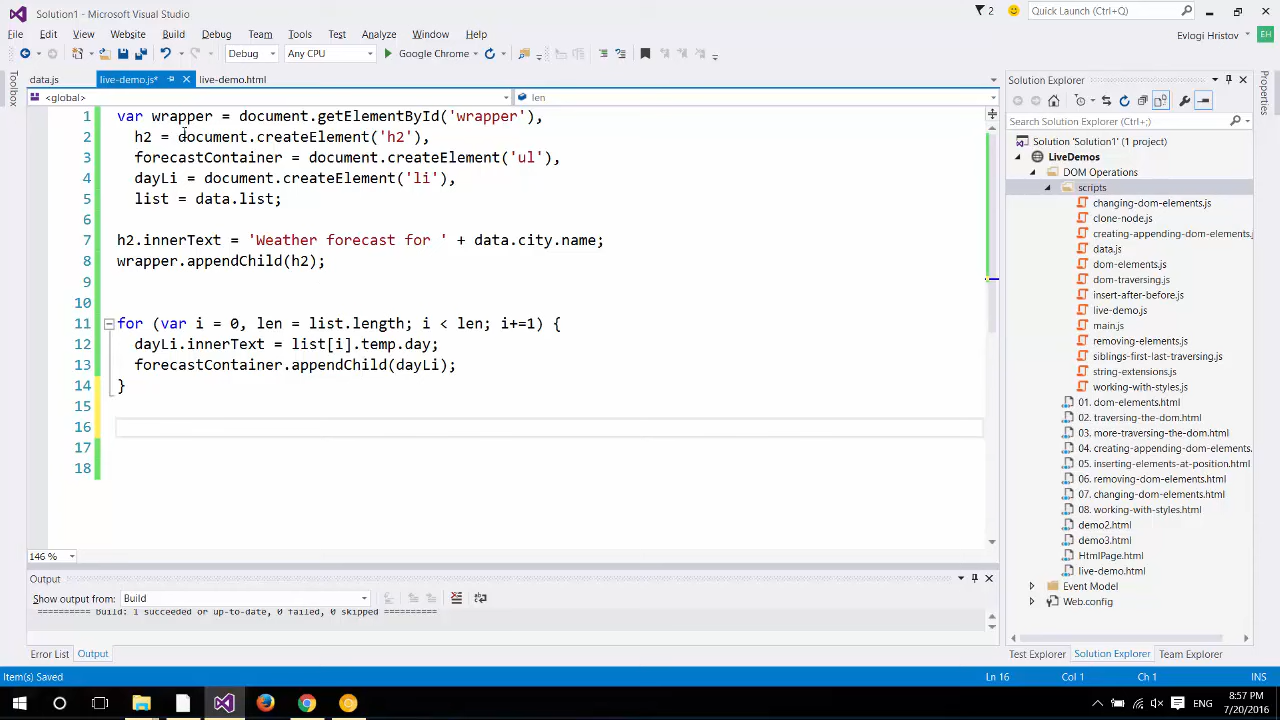 Solution1 - Microsoft Visual Studio
2
Quick Launch (Ctrl+Q)
File Edit View Website Build Debug Team Tools Test Analyze Window Help
Evlogi Hristov
EH
Debug
Any CPU
Google Chrome
Toolbox
data.js
live-demo.js*
live-demo.html
<global>
len
1 var wrapper = document.getElementById('wrapper'),
2 h2 = document.createElement('h2'),
3 forecastContainer = document.createElement('ul'),
4 dayLi = document.createElement('li'),
5 list = data.list;
6
7 h2.innerText = 'Weather forecast for ' + data.city.name;
8 wrapper.appendChild(h2);
9
10
11 for (var i = 0, len = list.length; i < len; i+=1) {
12 dayLi.innerText = list[i].temp.day;
13 forecastContainer.appendChild(dayLi);
14 }
15
16
17
18
146 %
Output
Show output from: Build
========== Build: 1 succeeded or up-to-date, 0 failed, 0 skipped ==========
Error List
Output
Solution Explorer
Search Solution Explorer (Ctrl+;)
Solution 'Solution1' (1 project)
LiveDemos
DOM Operations
scripts
changing-dom-elements.js
clone-node.js
creating-appending-dom-elements.
data.js
dom-elements.js
dom-traversing.js
insert-after-before.js
live-demo.js
main.js
removing-elements.js
siblings-first-last-traversing.js
string-extensions.js
working-with-styles.js
01. dom-elements.html
02. traversing-the-dom.html
03. more-traversing-the-dom.html
04. creating-appending-dom-elements.
05. inserting-elements-at-position.html
06. removing-dom-elements.html
07. changing-dom-elements.html
08. working-with-styles.html
demo2.html
demo3.html
HtmlPage.html
live-demo.html
Event Model
Web.config
Test Explorer
Solution Explorer
Team Explorer
Properties
Item(s) Saved
Ln 16
Col 1
Ch 1
INS
ENG
8:57 PM
7/20/2016